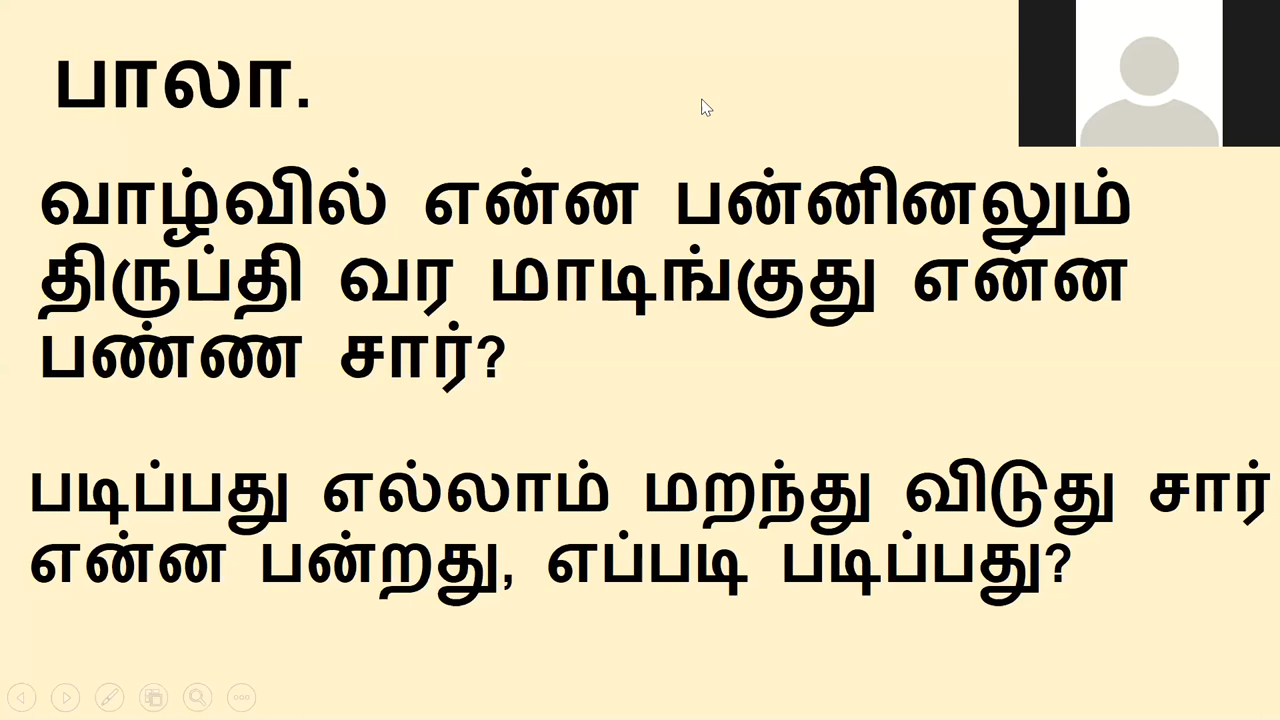 பாலா.
வாழ்வில் என்ன பன்னினலும்
திருப்தி வர மாடிங்குது என்ன
பண்ண சார்?
படிப்பது எல்லாம் மறந்து விடுது சார்
என்ன பன்றது, எப்படி படிப்பது?